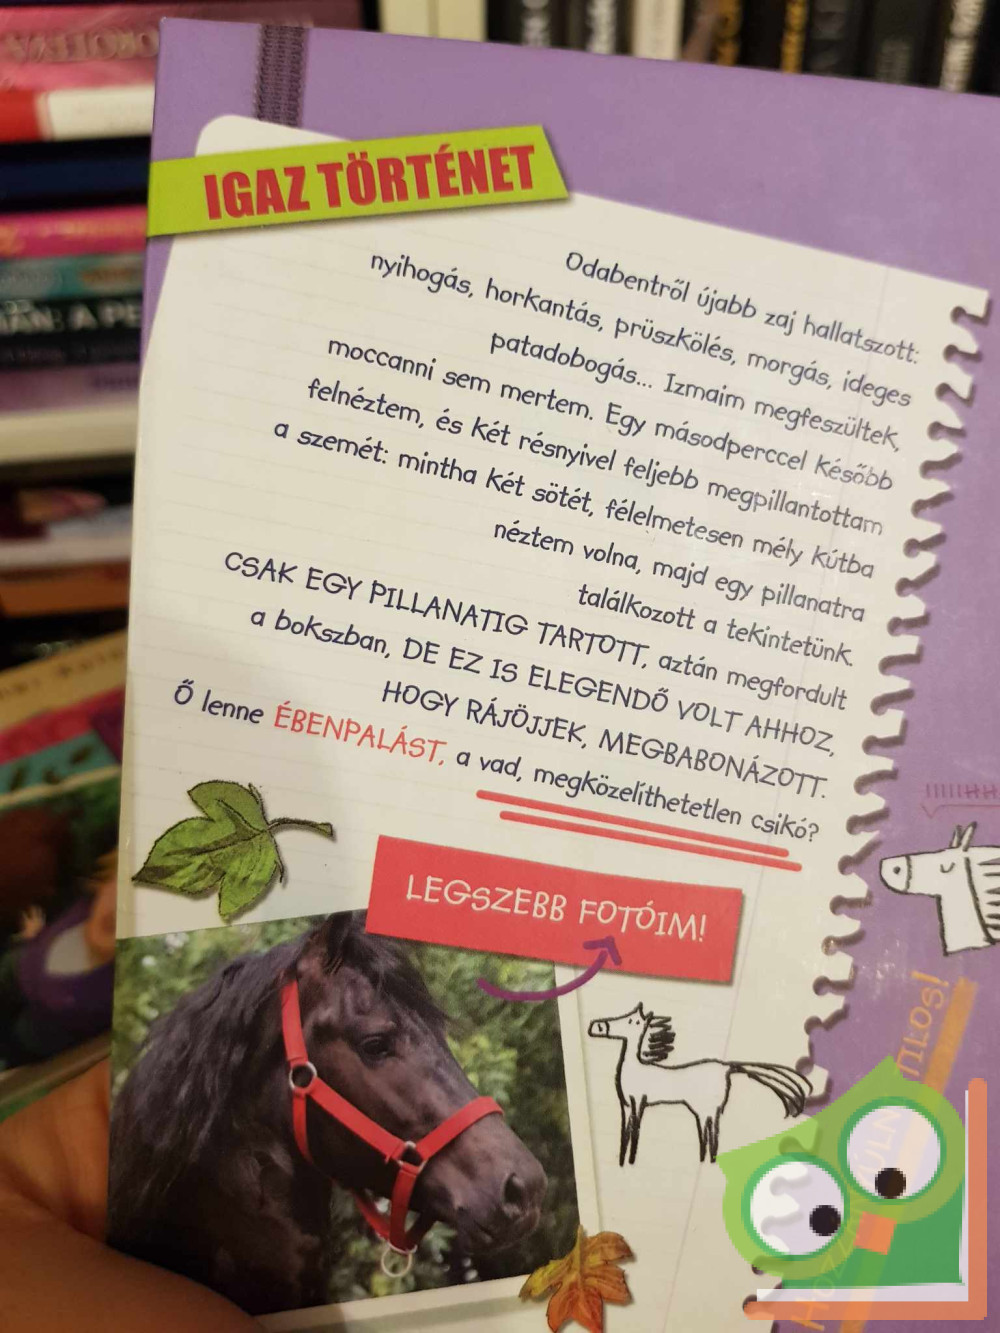 IGAZ TÖRTÉNET
Odabentről újabb zaj hallatszott:
nyihogás, horkantás, prüszkölés, morgás, ideges
patadobogás... Izmaim megfeszültek,
moccanni sem mertem. Egy másodperccel később
felnéztem, és két résnyivel feljebb megpillantottam
a szemét: mintha két sötét, félelmetesen mély kútba
néztem volna, majd egy pillanatra
találkozott a tekintetünk.
CSAK EGY PILLANATIG TARTOTT, aztán megfordult
a bokszban, DE EZ IS ELEGENDŐ VOLT AHHOZ,
HOGY RÁJÖJJEK, MEGBABONÁZOTT.
Ő lenne ÉBENPALÁST, a vad, megközelíthetetlen csikó?
LEGSZEBB FOTÓIM!